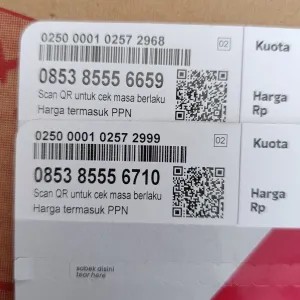 0250 0001 0257 2968
02
Kuota
0853 8555 6659
Scan QR untuk cek masa berlaku
Harga termasuk PPN
Harga
Rp
0250 0001 0257 2999
02
Kuota
0853 8555 6710
Scan QR untuk cek masa berlaku
Harga termasuk PPN
Harga
Rp
sobek disini
tear here